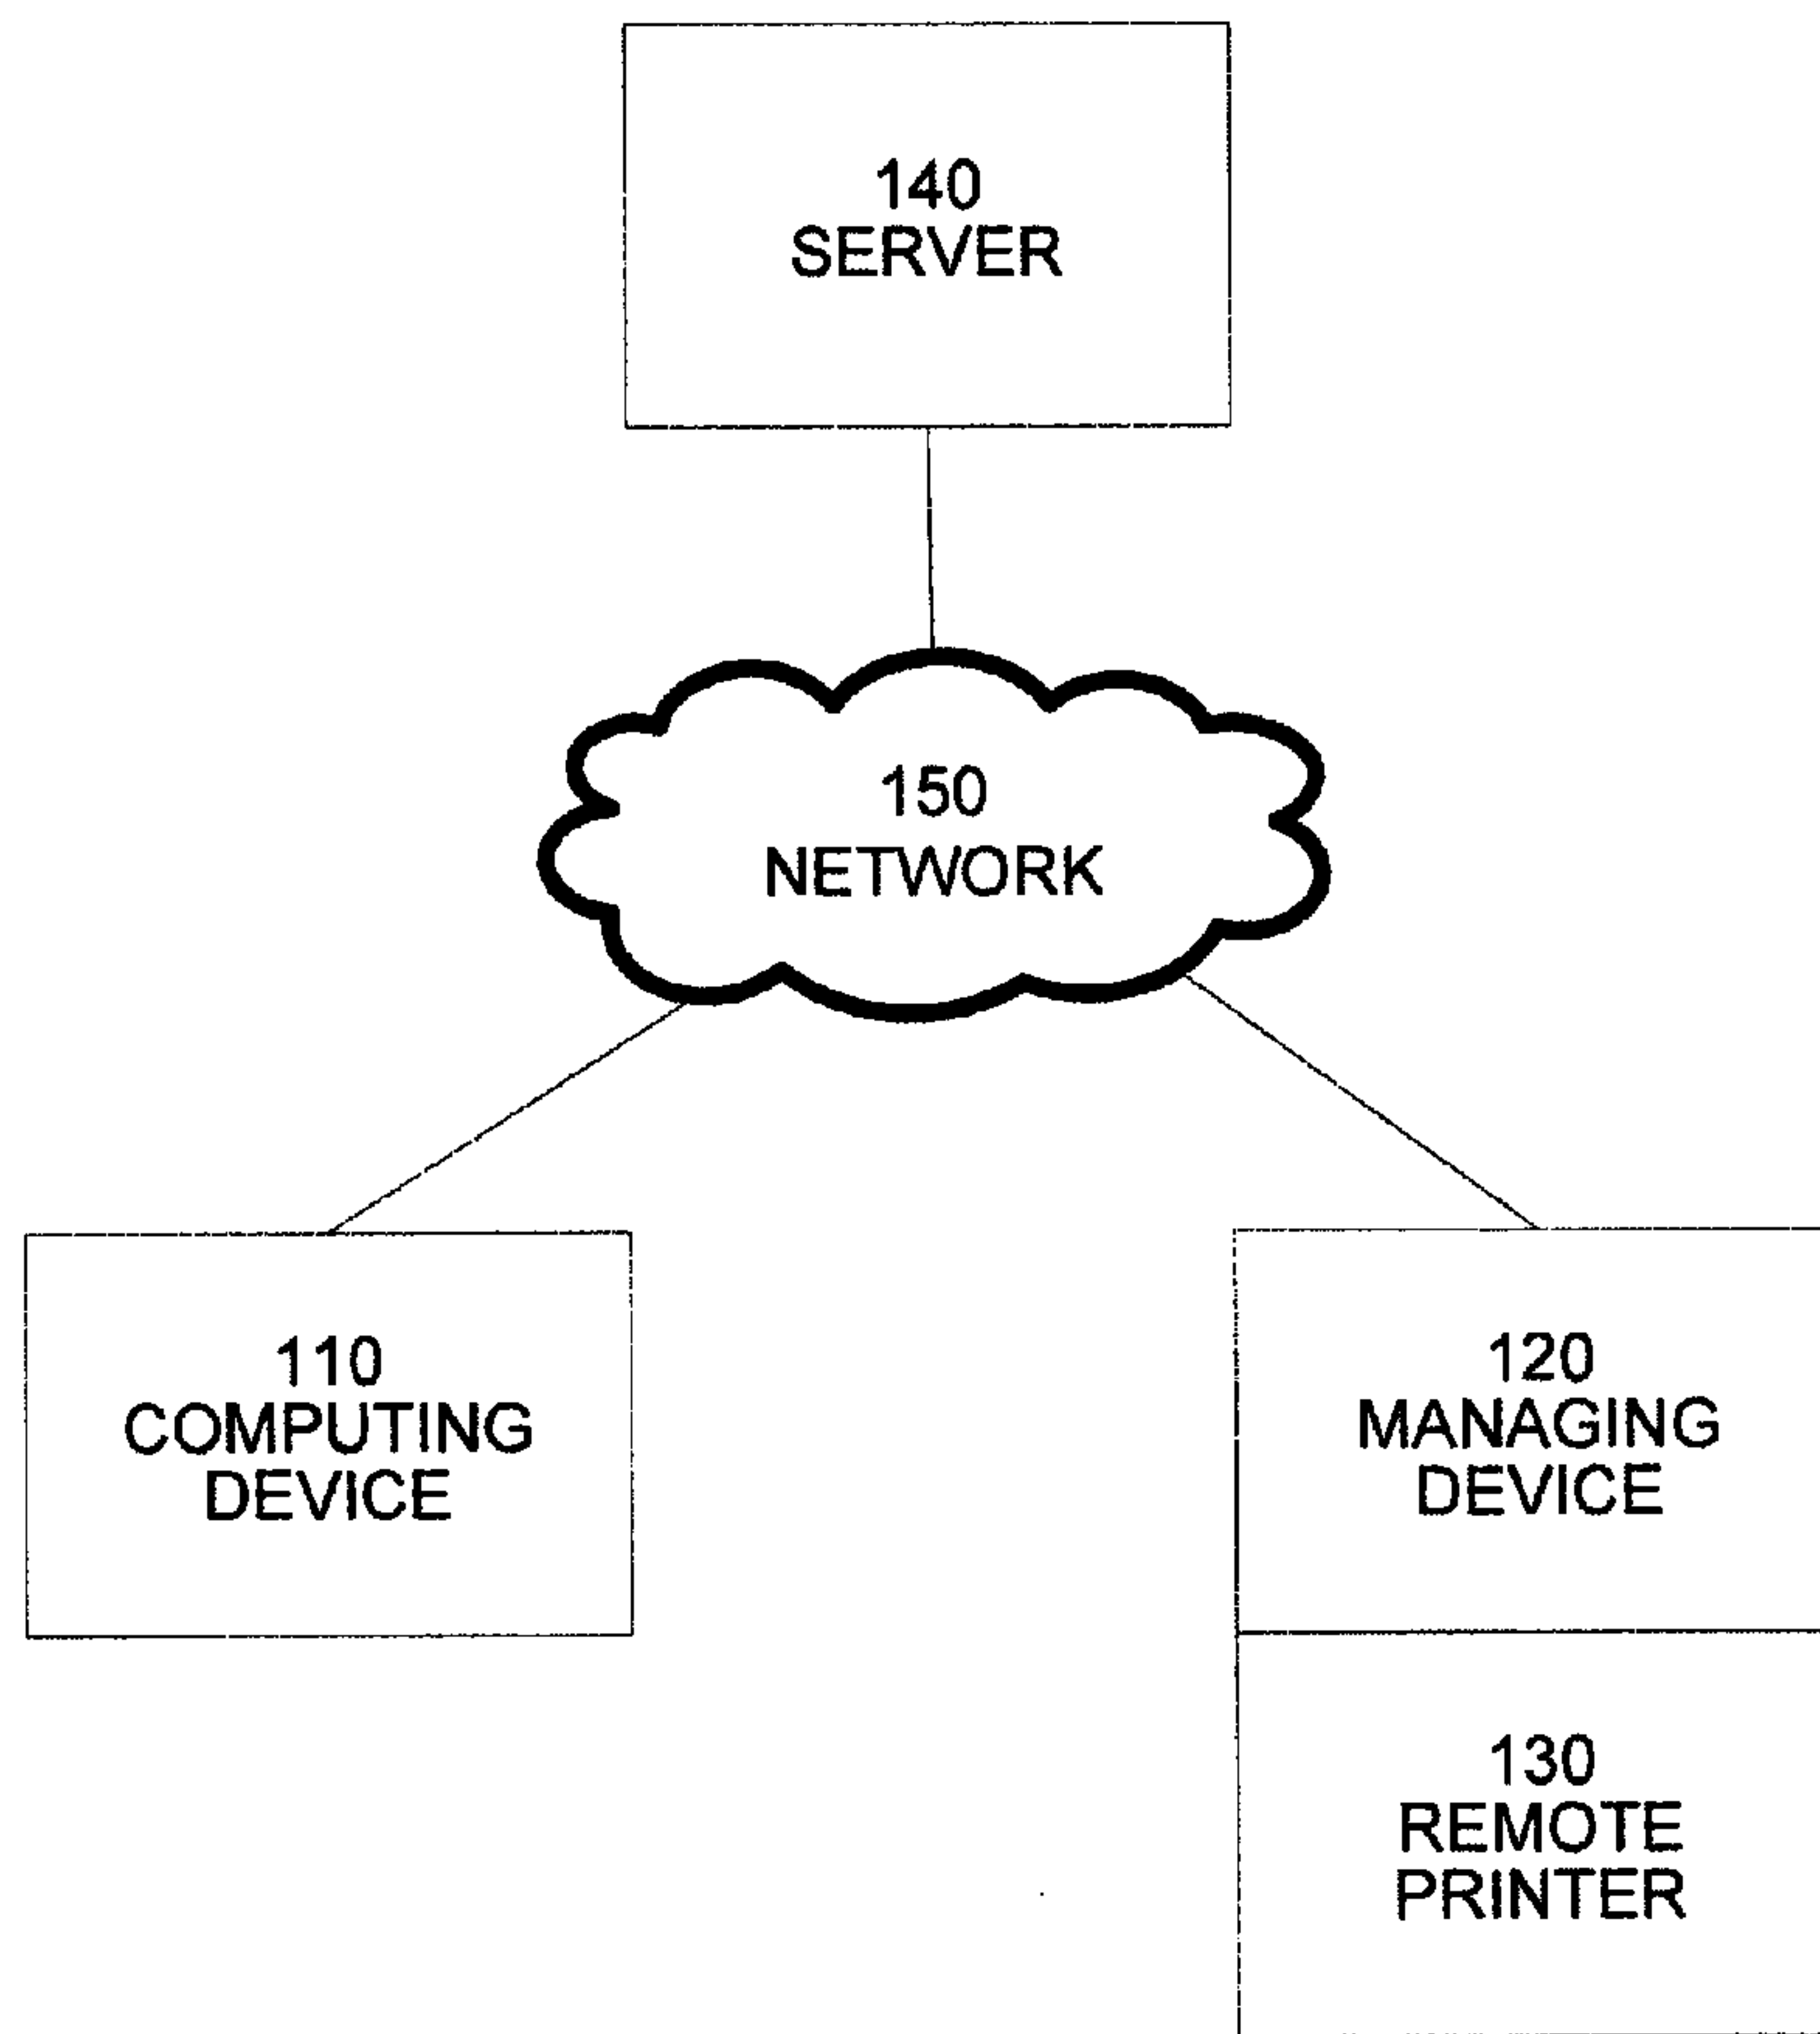 140
SERVER
150
NETWORK
110
COMPUTING
DEVICE
120
MANAGING
DEVICE
130
REMOTE
PRINTER